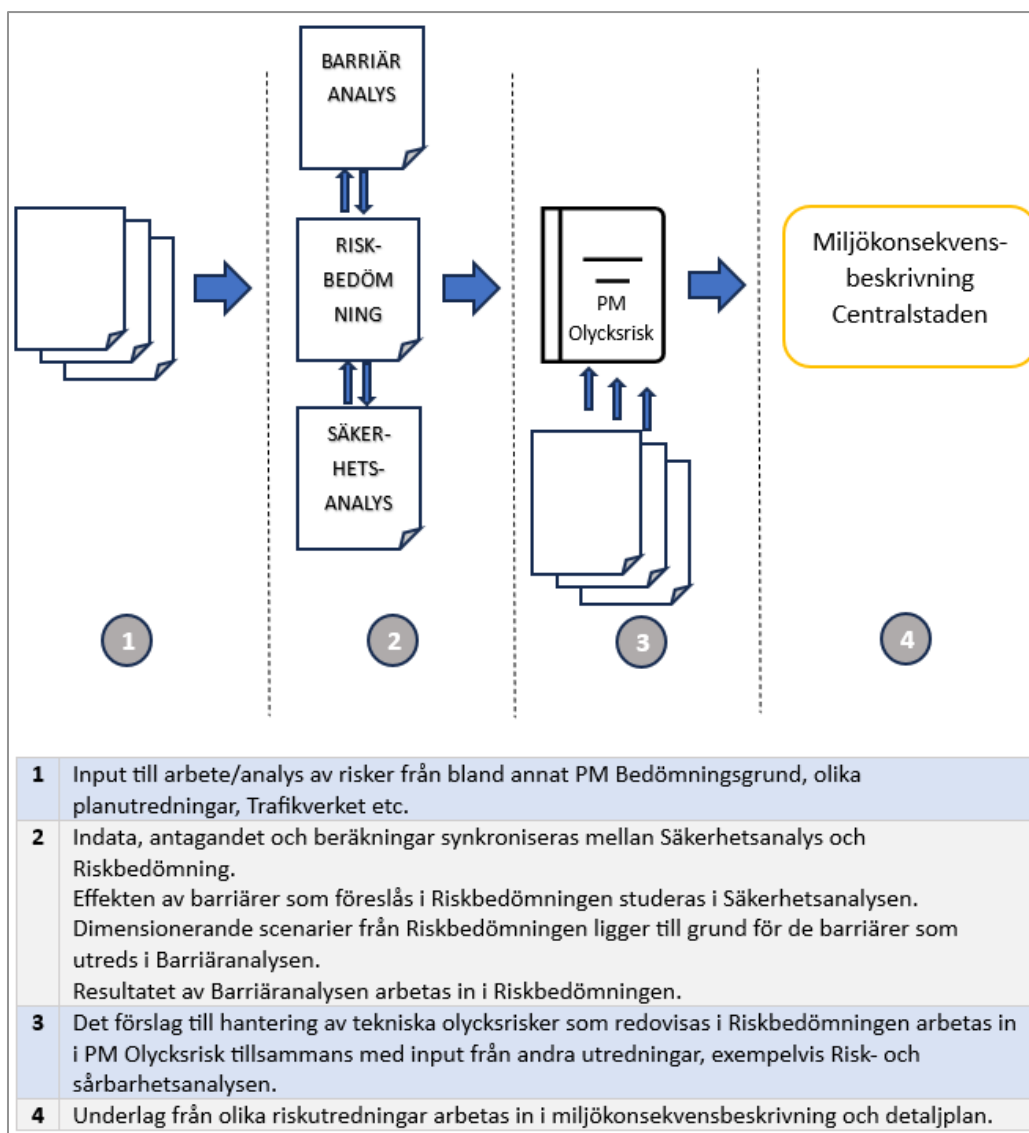 BARRIÄR
ANALYS
RISK-
BEDÖM
NING
SÄKER-
HETS-
ANALYS
PM
Olycksrisk
Miljökonsekvens-
beskrivning
Centralstaden
1
2
3
4
1 Input till arbete/analys av risker från bland annat PM Bedömningsgrund, olika
planutredningar, Trafikverket etc.
2 Indata, antagandet och beräkningar synkroniseras mellan Säkerhetsanalys och
Riskbedömning.
Effekten av barriärer som föreslås i Riskbedömningen studeras i Säkerhetsanalysen.
Dimensionerande scenarier från Riskbedömningen ligger till grund för de barriärer som
utreds i Barriäranalysen.
Resultatet av Barriäranalysen arbetas in i Riskbedömningen.
3 Det förslag till hantering av tekniska olycksrisker som redovisas i Riskbedömningen arbetas in
i PM Olycksrisk tillsammans med input från andra utredningar, exempelvis Risk- och
sårbarhetsanalysen.
4 Underlag från olika riskutredningar arbetas in i miljökonsekvensbeskrivning och detaljplan.